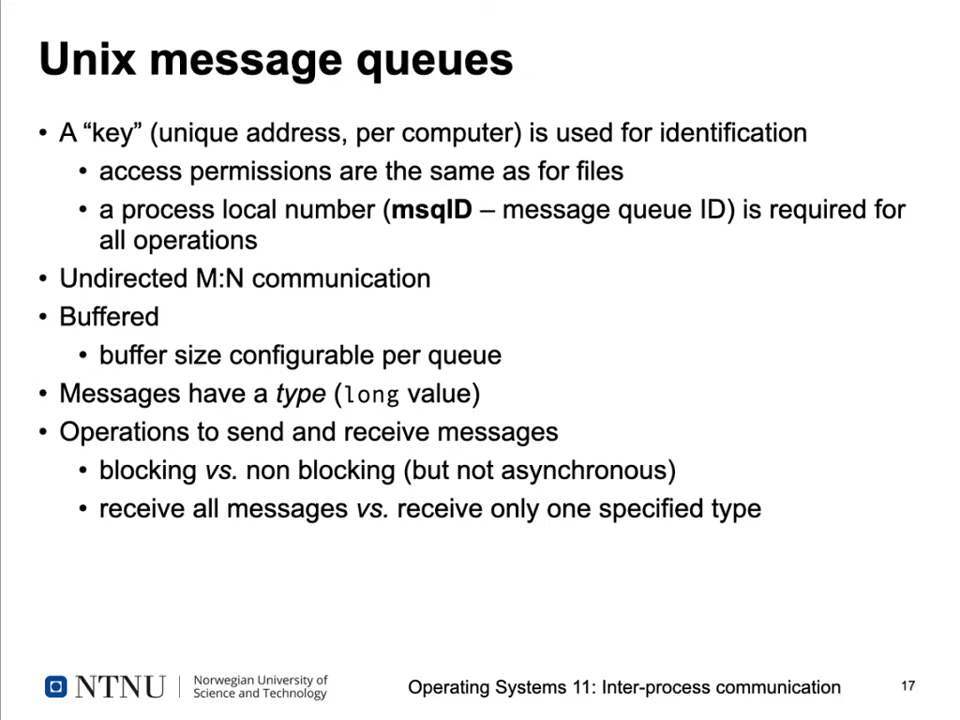 Unix message queues
• A “key” (unique address, per computer) is used for identification
• access permissions are the same as for files
• a process local number (msqID – message queue ID) is required for
all operations
• Undirected M:N communication
• Buffered
• buffer size configurable per queue
• Messages have a type (long value)
• Operations to send and receive messages
• blocking vs. non blocking (but not asynchronous)
• receive all messages vs. receive only one specified type
NTNU
Norwegian University of
Science and Technology
Operating Systems 11: Inter-process communication
17